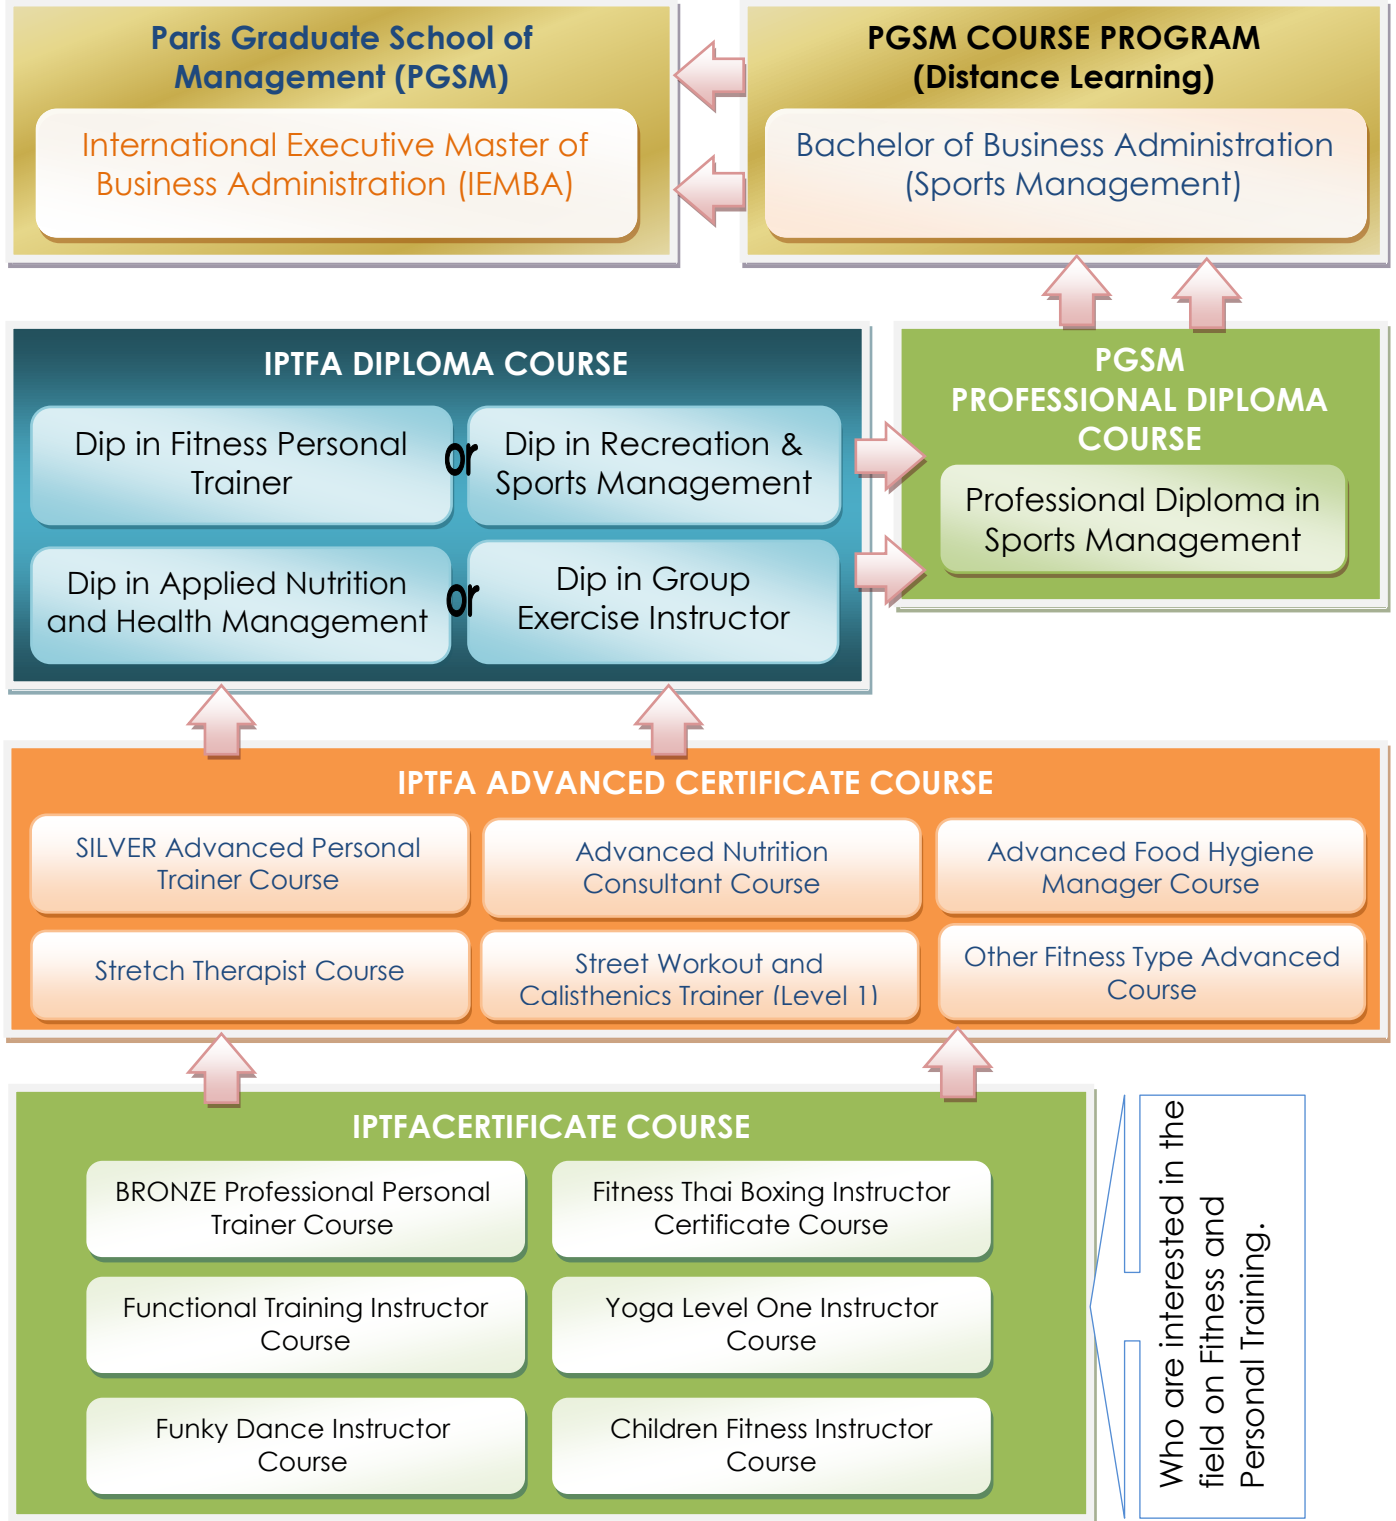 Paris Graduate School of
Management (PGSM)
International Executive Master of
Business Administration (IEMBA)
PGSM COURSE PROGRAM
(Distance Learning)
Bachelor of Business Administration
(Sports Management)
IPTFA DIPLOMA COURSE
Dip in Fitness Personal
Trainer
or
Dip in Recreation &
Sports Management
Dip in Applied Nutrition
and Health Management
or
Dip in Group
Exercise Instructor
PGSM
PROFESSIONAL DIPLOMA
COURSE
Professional Diploma in
Sports Management
IPTFA ADVANCED CERTIFICATE COURSE
SILVER Advanced Personal
Trainer Course
Advanced Nutrition
Consultant Course
Advanced Food Hygiene
Manager Course
Stretch Therapist Course
Street Workout and
Calisthenics Trainer (Level 1)
Other Fitness Type Advanced
Course
IPTFACERTIFICATE COURSE
BRONZE Professional Personal
Trainer Course
Fitness Thai Boxing Instructor
Certificate Course
Functional Training Instructor
Course
Yoga Level One Instructor
Course
Funky Dance Instructor
Course
Children Fitness Instructor
Course
Who are interested in the
field on Fitness and
Personal Training.